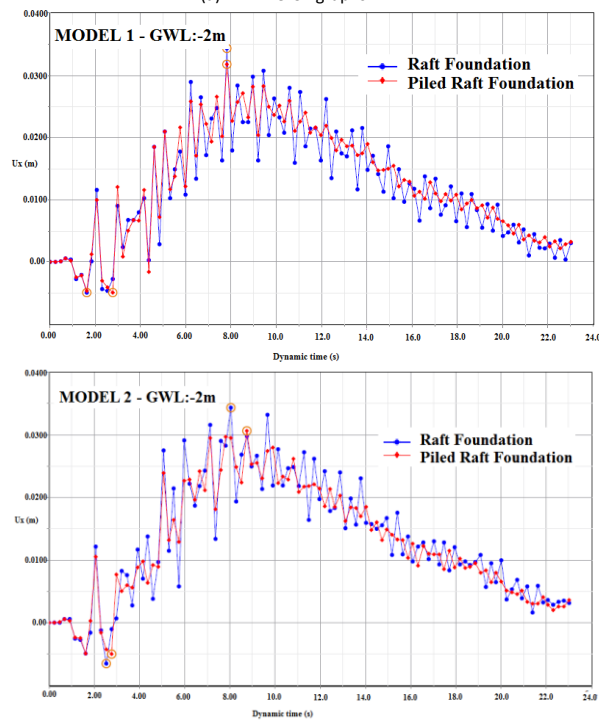 0.0400
MODEL 1 - GWL:-2m
Raft Foundation
Piled Raft Foundation
0.0300
0.0200
Ux (m)
0.0100
0.00
0.00 2.00 4.00 6.00 8.00 10.0 12.0 14.0 16.0 18.0 20.0 22.0 24.0
Dynamic time (s)
0.0400
MODEL 2 - GWL:-2m
Raft Foundation
Piled Raft Foundation
0.0300
0.0200
Ux (m)
0.0100
0.00
0.00 2.00 4.00 6.00 8.00 10.0 12.0 14.0 16.0 18.0 20.0 22.0 24.0
Dynamic time (s)